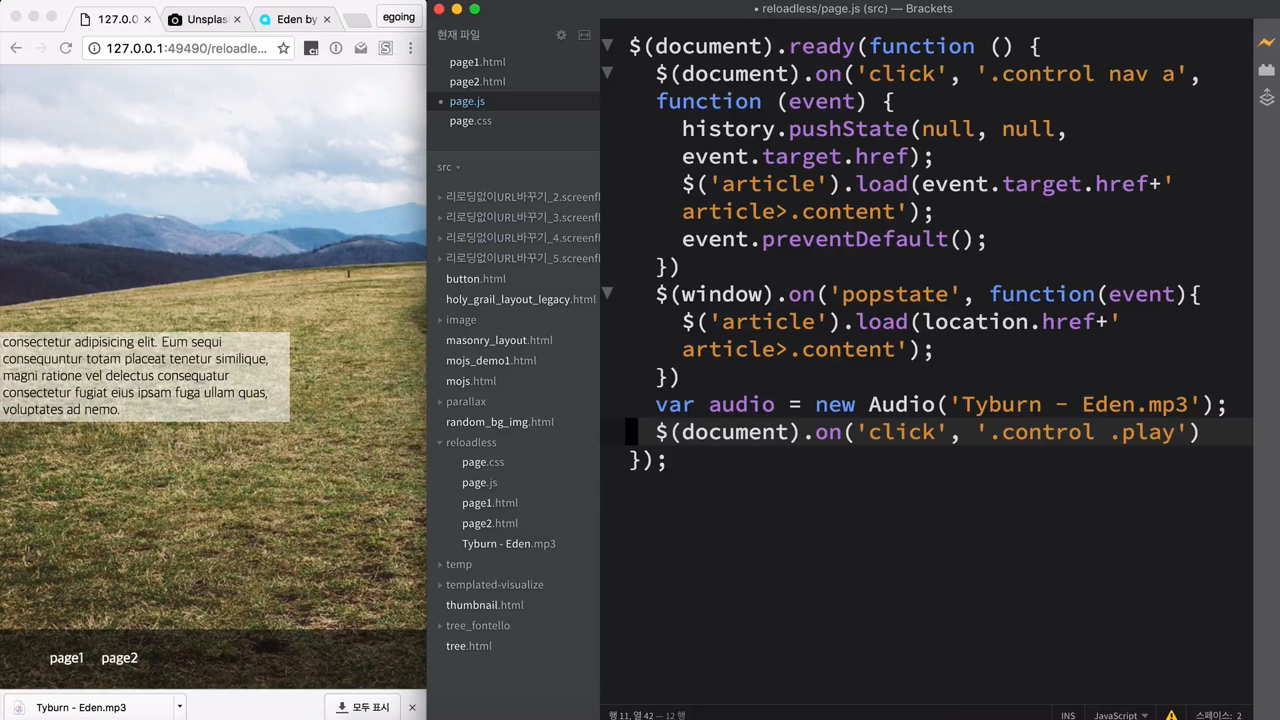 127.0.0
Unsplas
Eden by
egoing
127.0.0.1:49490/reloadle...
consectetur adipisicing elit. Eum sequi
consequuntur totam placeat tenetur similique,
magni ratione vel delectus consequatur
consectetur fugiat eius ipsam fuga ullam quas,
voluptates ad nemo.
page1 page2
Tyburn - Eden.mp3
모두 표시
• reloadless/page.js (src) — Brackets
현재 파일
page1.html
page2.html
page.js
page.css
src
리로딩없이URL바꾸기_2.screenfl
리로딩없이URL바꾸기_3.screenfl
리로딩없이URL바꾸기_4.screenfl
리로딩없이URL바꾸기_5.screenfl
button.html
holy_grail_layout_legacy.html
image
masonry_layout.html
mojs_demo1.html
mojs.html
parallax
random_bg_img.html
reloadless
page.css
page.js
page1.html
page2.html
Tyburn - Eden.mp3
temp
templated-visualize
thumbnail.html
tree_fontello
tree.html
$(document).ready(function () {
$(document).on('click', '.control nav a',
function (event) {
history.pushState(null, null,
event.target.href);
$('article').load(event.target.href+'
article>.content');
event.preventDefault();
})
$(window).on('popstate', function(event){
$('article').load(location.href+'
article>.content');
})
var audio = new Audio('Tyburn - Eden.mp3');
$(document).on('click', '.control .play')
});
행 11, 열 42 — 12 행
INS
JavaScript
스페이스: 2